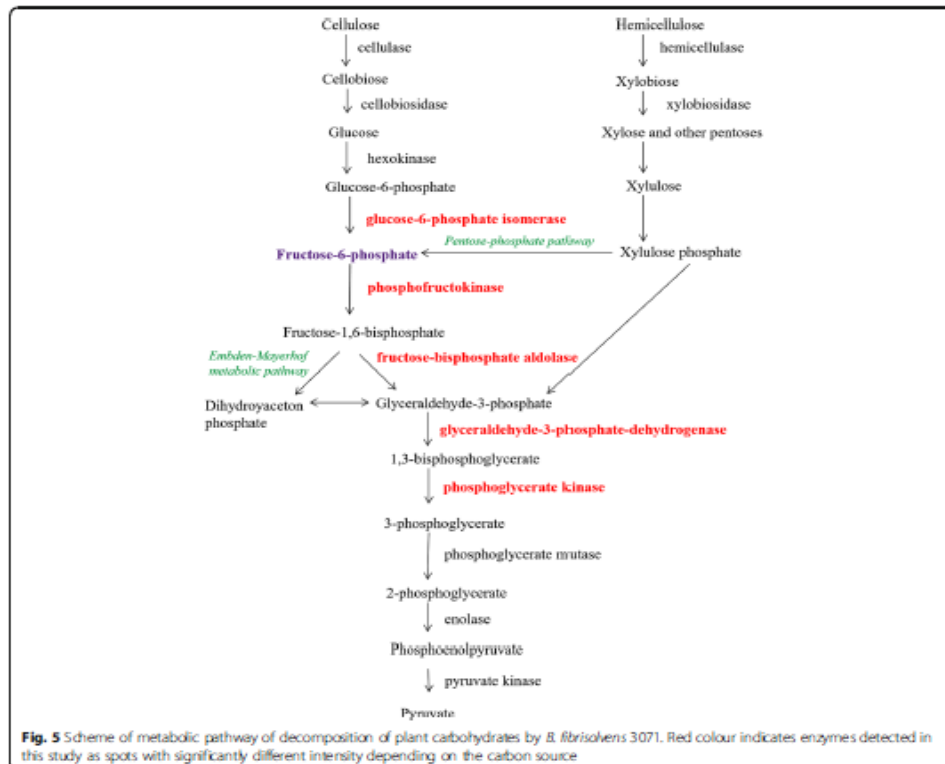 Cellulose Hemicellulose
cellulase hemicellulase
Cellobiose Xylobiose
cellobiosidase xylobiosidase
Glucose Xylose and other pentoses
hexokinase
Glucose-6-phosphate Xylulose
glucose-6-phosphate isomerase
Pentose-phosphate pathway
Fructose-6-phosphate Xylulose phosphate
phosphofructokinase
Fructose-1,6-bisphosphate
Embden-Mayerhof fructose-bisphosphate aldolase
metabolic pathway
Dihydroyaceton Glyceraldehyde-3-phosphate
phosphate
glyceraldehyde-3-phosphate-dehydrogenase
1,3-bisphosphoglycerate
phosphoglycerate kinase
3-phosphoglycerate
phosphoglycerate mutase
2-phosphoglycerate
enolase
Phosphoenolpyruvate
pyruvate kinase
Pyruvate
Fig. 5 Scheme of metabolic pathway of decomposition of plant carbohydrates by B. fibrisolvens 3071. Red colour indicates enzymes detected in
this study as spots with significantly different intensity depending on the carbon source